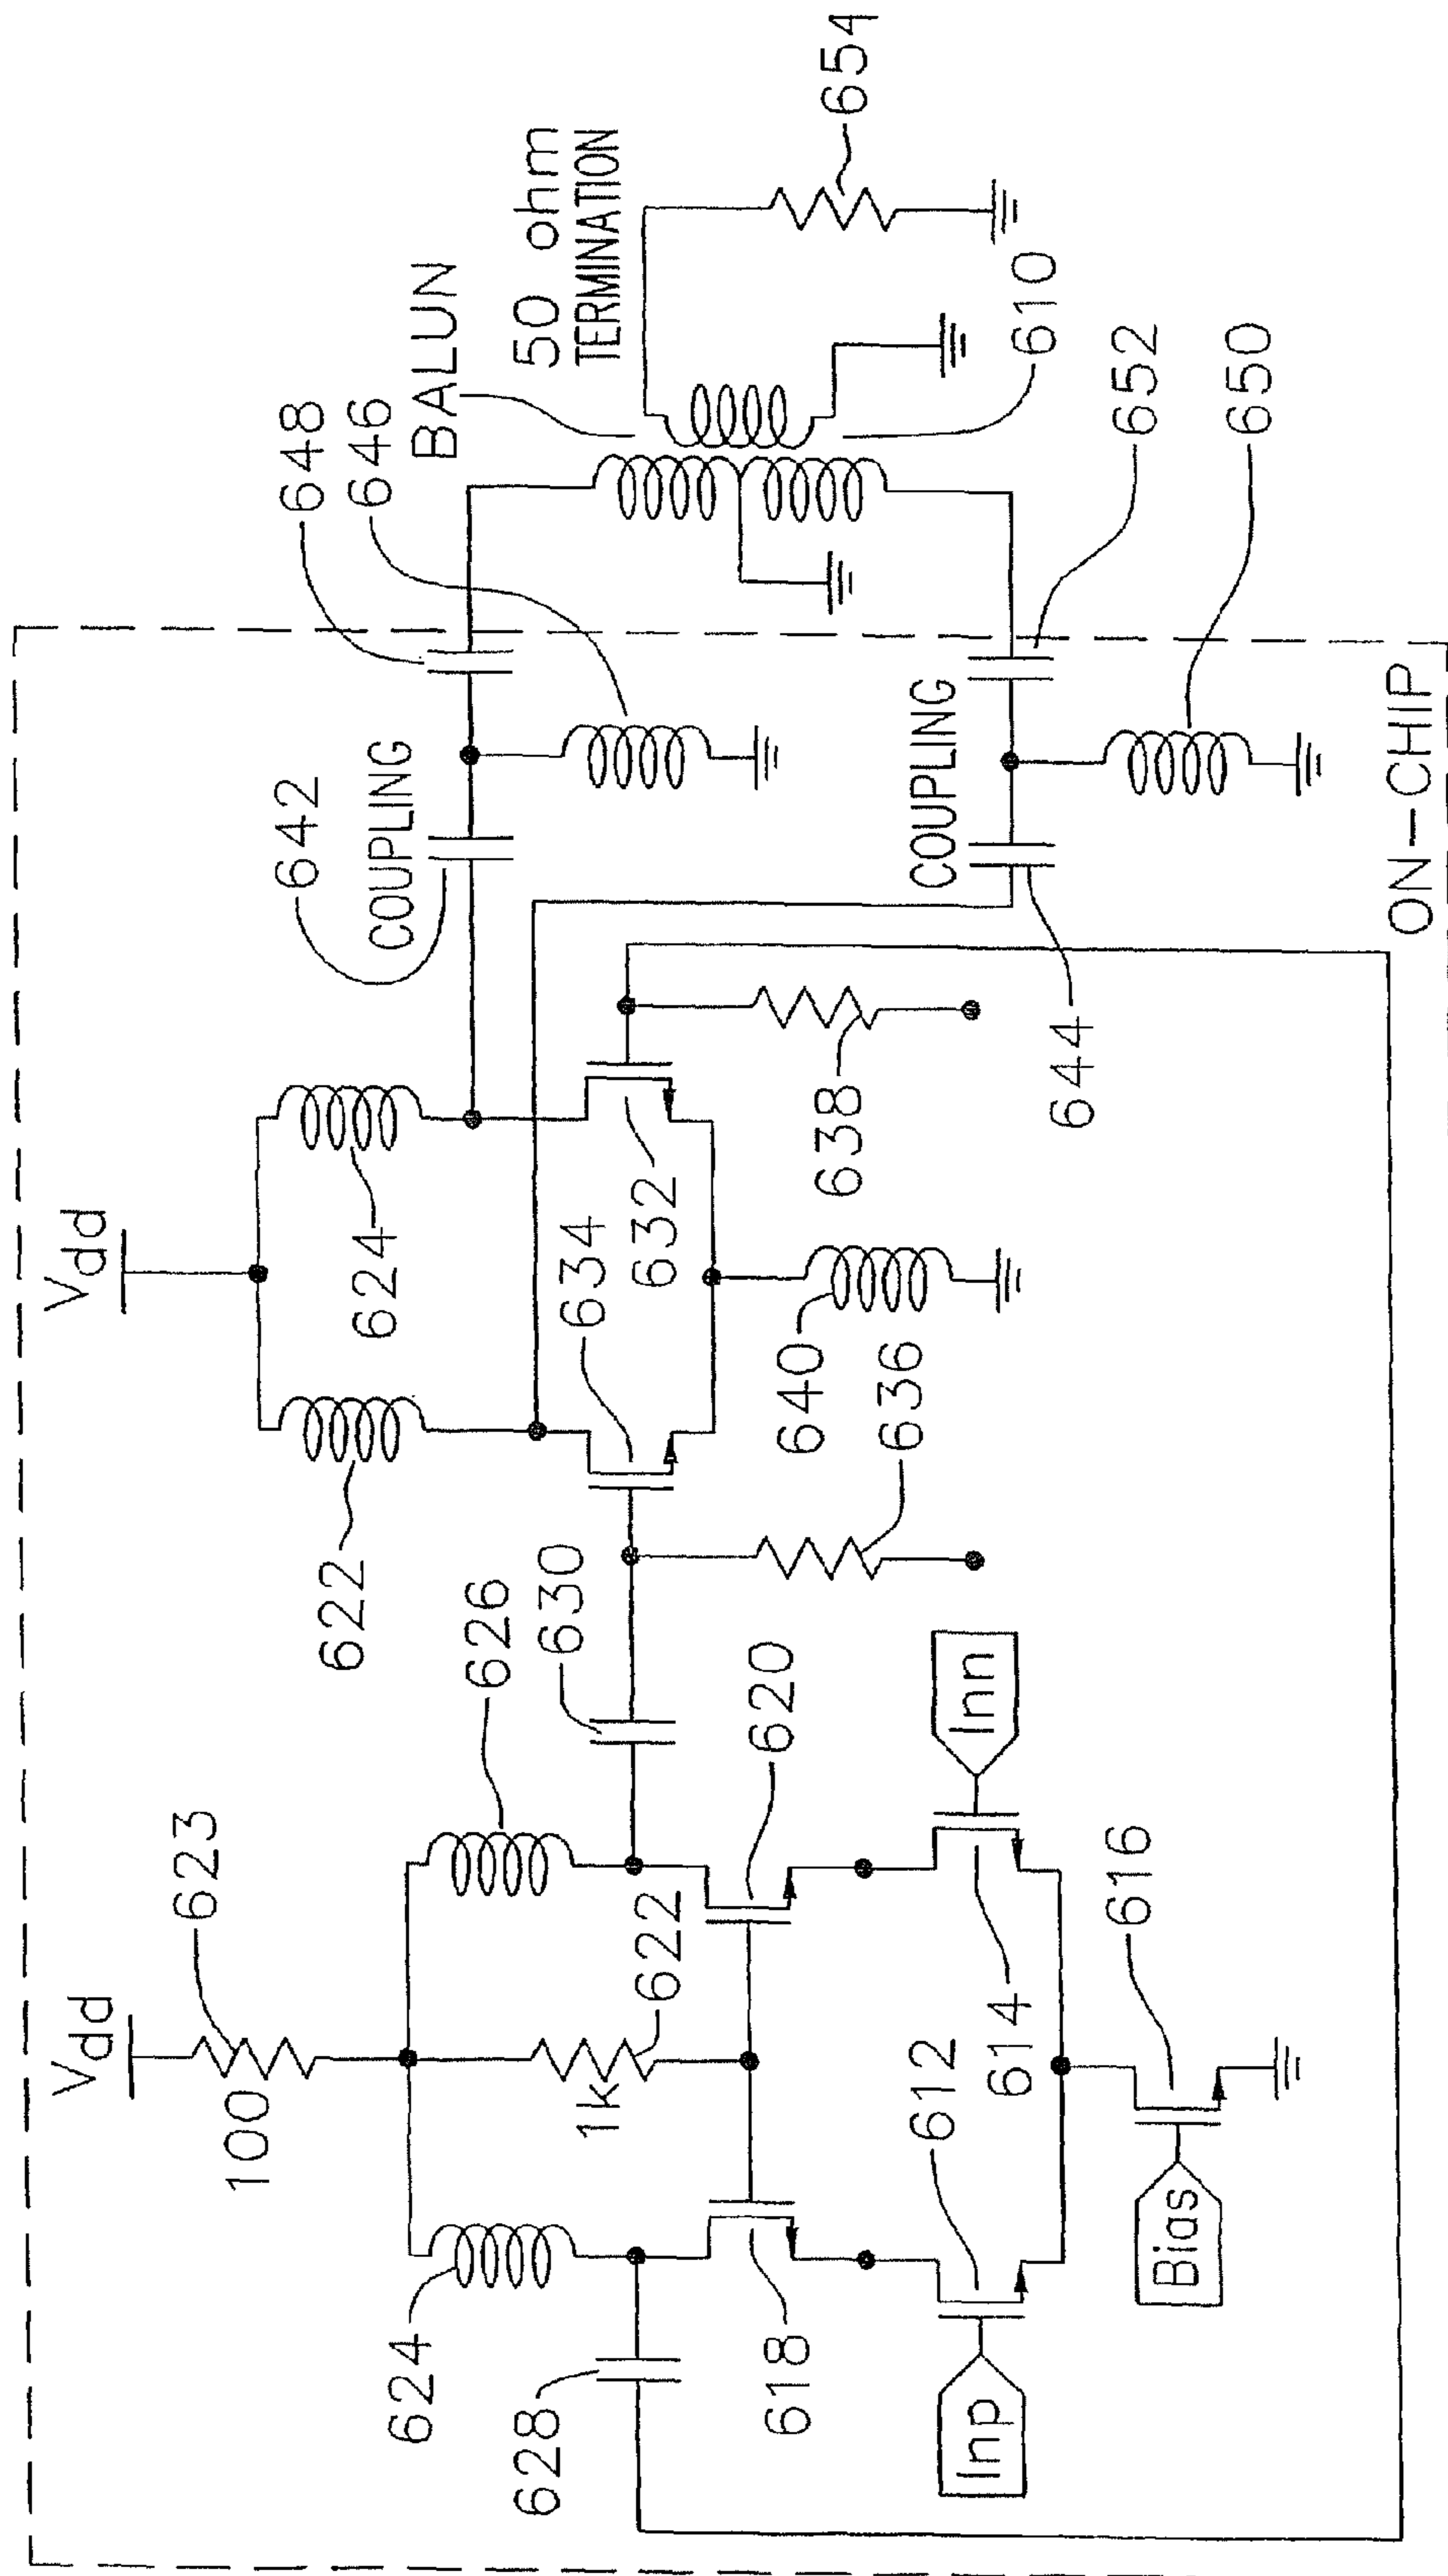 Vdd
623
100
Vdd
624
626
622
1k
622
624
628
630
618
620
612
614
Inp
Inn
616
Bias
634
632
636
640
638
642
COUPLING
648
646
BALUN
50 ohm
TERMINATION
654
610
COUPLING
644
652
650
ON-CHIP